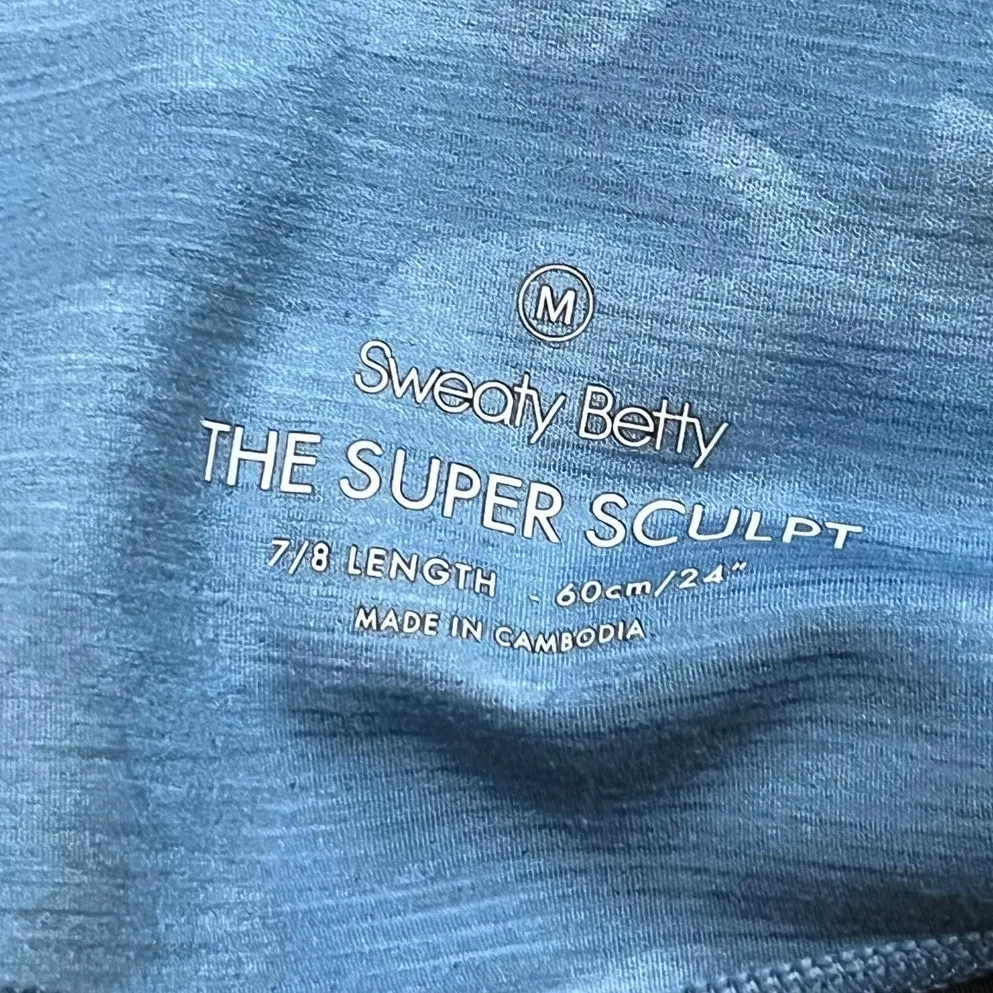 M
Sweaty Betty
THE SUPER SCULPT
7/8 LENGTH - 60cm/24"
MADE IN CAMBODIA